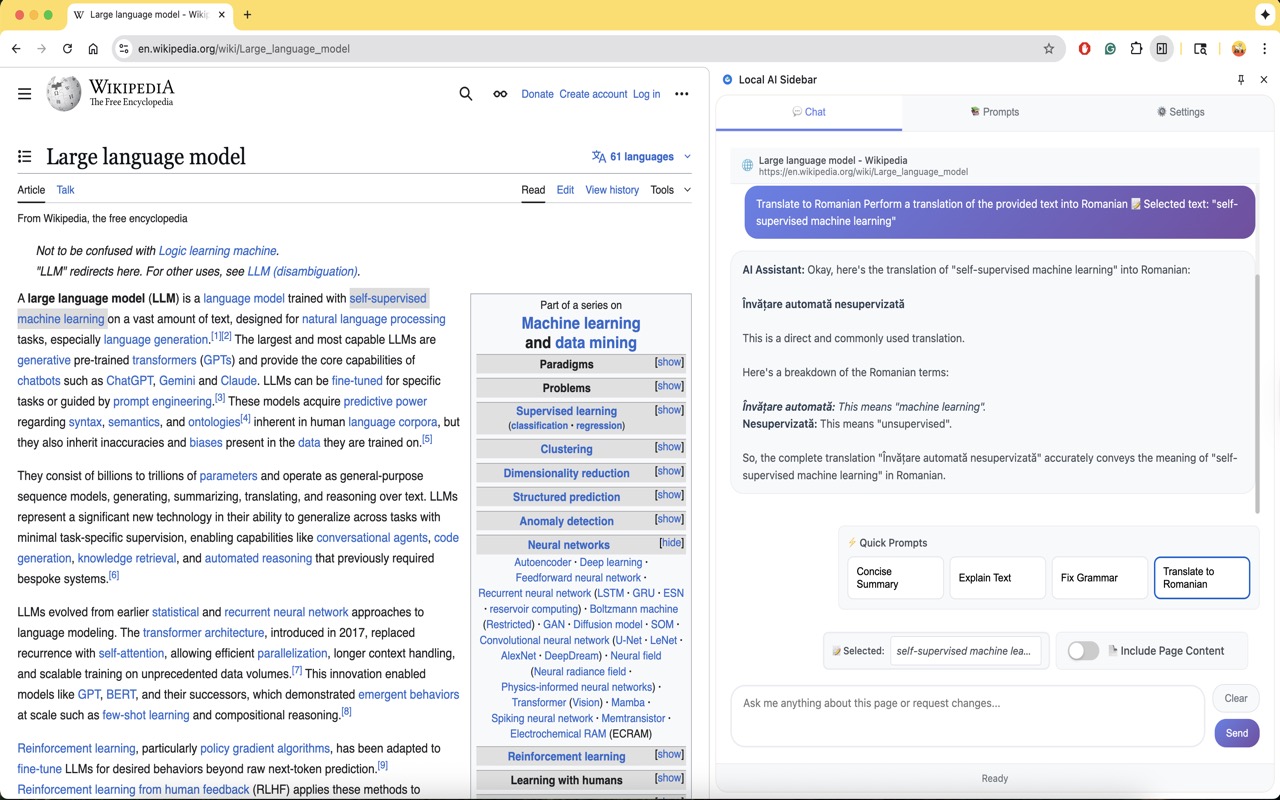 Large language model - Wiki
en.wikipedia.org/wiki/Large_language_model
WIKIPEDIA
The Free Encyclopedia
Donate Create account Log in
Large language model
61 languages
Article Talk Read Edit View history Tools
From Wikipedia, the free encyclopedia
Not to be confused with Logic learning machine.
"LLM" redirects here. For other uses, see LLM (disambiguation).
A large language model (LLM) is a language model trained with self-supervised
machine learning on a vast amount of text, designed for natural language processing
tasks, especially language generation.[1][2] The largest and most capable LLMs are
generative pre-trained transformers (GPTs) and provide the core capabilities of
chatbots such as ChatGPT, Gemini and Claude. LLMs can be fine-tuned for specific
tasks or guided by prompt engineering.[3] These models acquire predictive power
regarding syntax, semantics, and ontologies[4] inherent in human language corpora, but
they also inherit inaccuracies and biases present in the data they are trained on.[5]
They consist of billions to trillions of parameters and operate as general-purpose
sequence models, generating, summarizing, translating, and reasoning over text. LLMs
represent a significant new technology in their ability to generalize across tasks with
minimal task-specific supervision, enabling capabilities like conversational agents, code
generation, knowledge retrieval, and automated reasoning that previously required
bespoke systems.[6]
LLMs evolved from earlier statistical and recurrent neural network approaches to
language modeling. The transformer architecture, introduced in 2017, replaced
recurrence with self-attention, allowing efficient parallelization, longer context handling,
and scalable training on unprecedented data volumes.[7] This innovation enabled
models like GPT, BERT, and their successors, which demonstrated emergent behaviors
at scale such as few-shot learning and compositional reasoning.[8]
Reinforcement learning, particularly policy gradient algorithms, has been adapted to
fine-tune LLMs for desired behaviors beyond raw next-token prediction.[9]
Reinforcement learning from human feedback (RLHF) applies these methods to
Part of a series on
Machine learning
and data mining
Paradigms [show]
Problems [show]
Supervised learning [show]
(classification • regression)
Clustering [show]
Dimensionality reduction [show]
Structured prediction [show]
Anomaly detection [show]
Neural networks [hide]
Autoencoder · Deep learning ·
Feedforward neural network ·
Recurrent neural network (LSTM · GRU · ESN
· reservoir computing) · Boltzmann machine
(Restricted) · GAN · Diffusion model · SOM ·
Convolutional neural network (U-Net · LeNet ·
AlexNet · DeepDream) · Neural field
(Neural radiance field ·
Physics-informed neural networks) ·
Transformer (Vision) · Mamba ·
Spiking neural network · Memtransistor ·
Electrochemical RAM (ECRAM)
Reinforcement learning [show]
Learning with humans [show]
Local AI Sidebar
Chat Prompts Settings
Large language model - Wikipedia
https://en.wikipedia.org/wiki/Large_language_model
Translate to Romanian Perform a translation of the provided text into Romanian 📝 Selected text: "self-
supervised machine learning"
AI Assistant: Okay, here's the translation of "self-supervised machine learning" into Romanian:
Învățare automată nesupervizată
This is a direct and commonly used translation.
Here's a breakdown of the Romanian terms:
Învățare automată: This means "machine learning".
Nesupervizată: This means "unsupervised".
So, the complete translation "Învățare automată nesupervizată" accurately conveys the meaning of "self-
supervised machine learning" in Romanian.
⚡ Quick Prompts
Concise
Summary
Explain Text
Fix Grammar
Translate to
Romanian
Selected: self-supervised machine lea...
Include Page Content
Ask me anything about this page or request changes...
Clear
Send
Ready